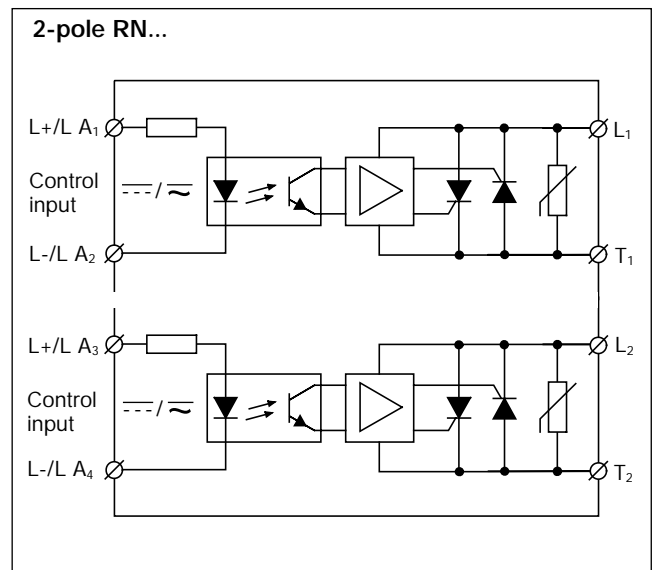 2-pole RN...
L+/L A₁
L₁
Control
input
L-/L A₂
T₁
L+/L A₃
L₂
Control
input
L-/L A₄
T₂